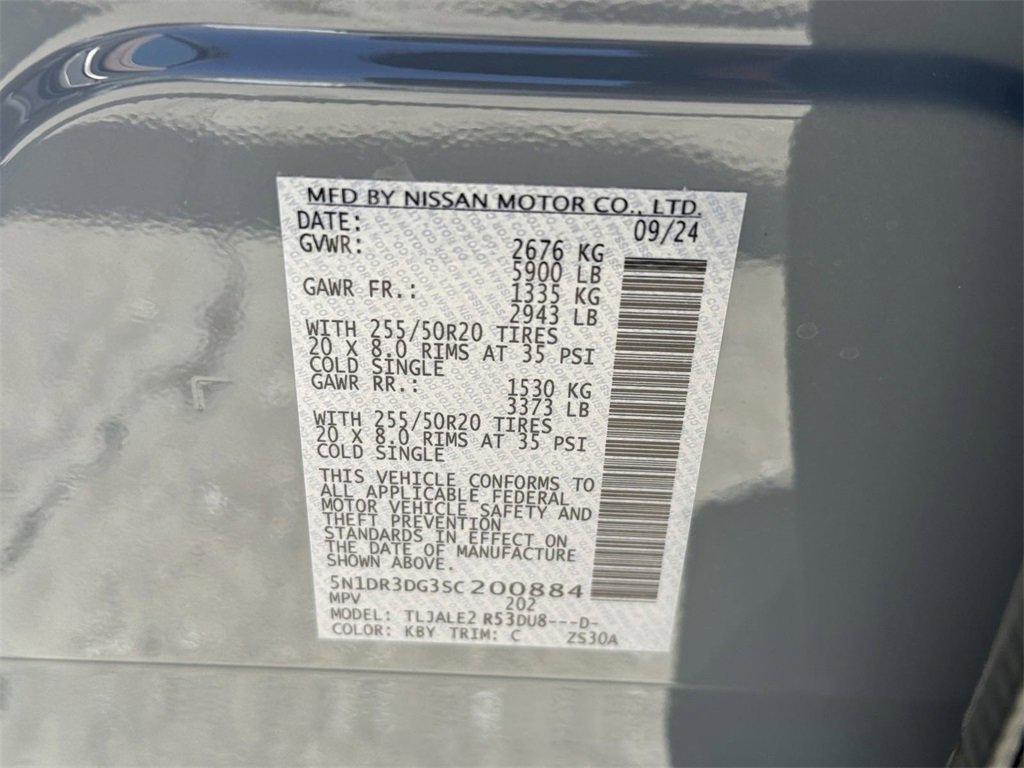 MFD BY NISSAN MOTOR CO., LTD.
DATE: 09/24
GVWR: 2676 KG
5900 LB
GAWR FR.: 1335 KG
2943 LB
WITH 255/50R20 TIRES
20 X 8.0 RIMS AT 35 PSI
COLD SINGLE
GAWR RR.: 1530 KG
3373 LB
WITH 255/50R20 TIRES
20 X 8.0 RIMS AT 35 PSI
COLD SINGLE
THIS VEHICLE CONFORMS TO
ALL APPLICABLE FEDERAL
MOTOR VEHICLE SAFETY AND
THEFT PREVENTION
STANDARDS IN EFFECT ON
THE DATE OF MANUFACTURE
SHOWN ABOVE.
5N1DR3DG3SC200884
MPV 202
MODEL: TLJALE2 R53DU8---D-
COLOR: KBY TRIM: C ZS30A